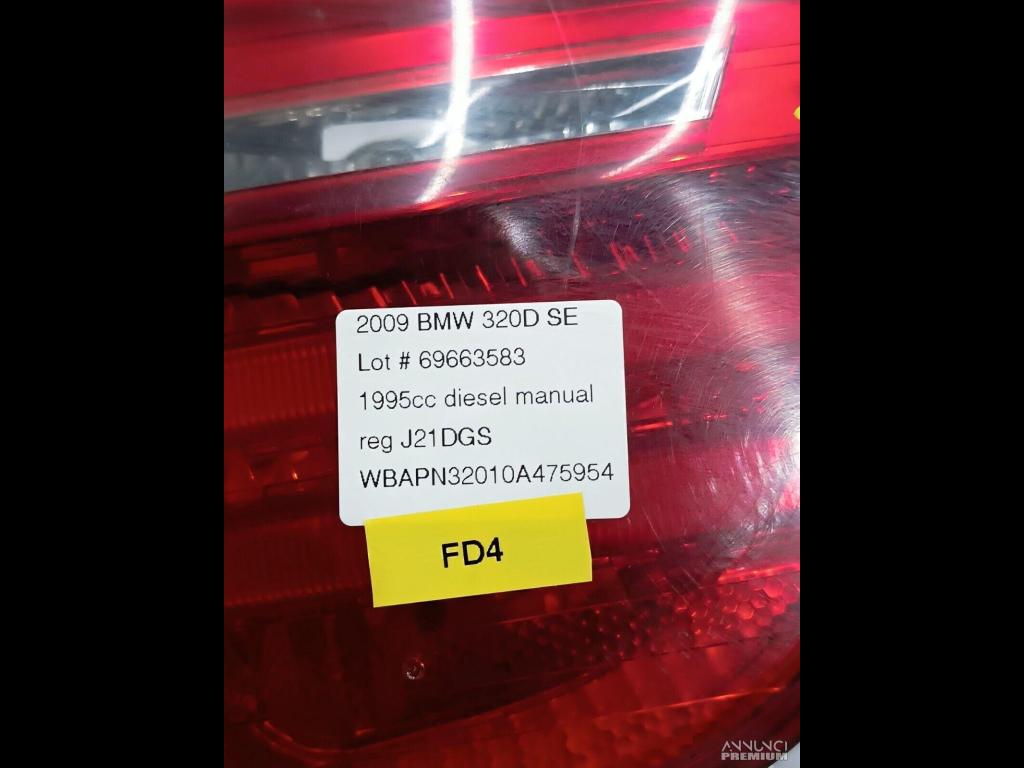 2009 BMW 320D SE
Lot # 69663583
1995cc diesel manual
reg J21DGS
WBAPN32010A475954
FD4
ANNUNCI
PREMIUM